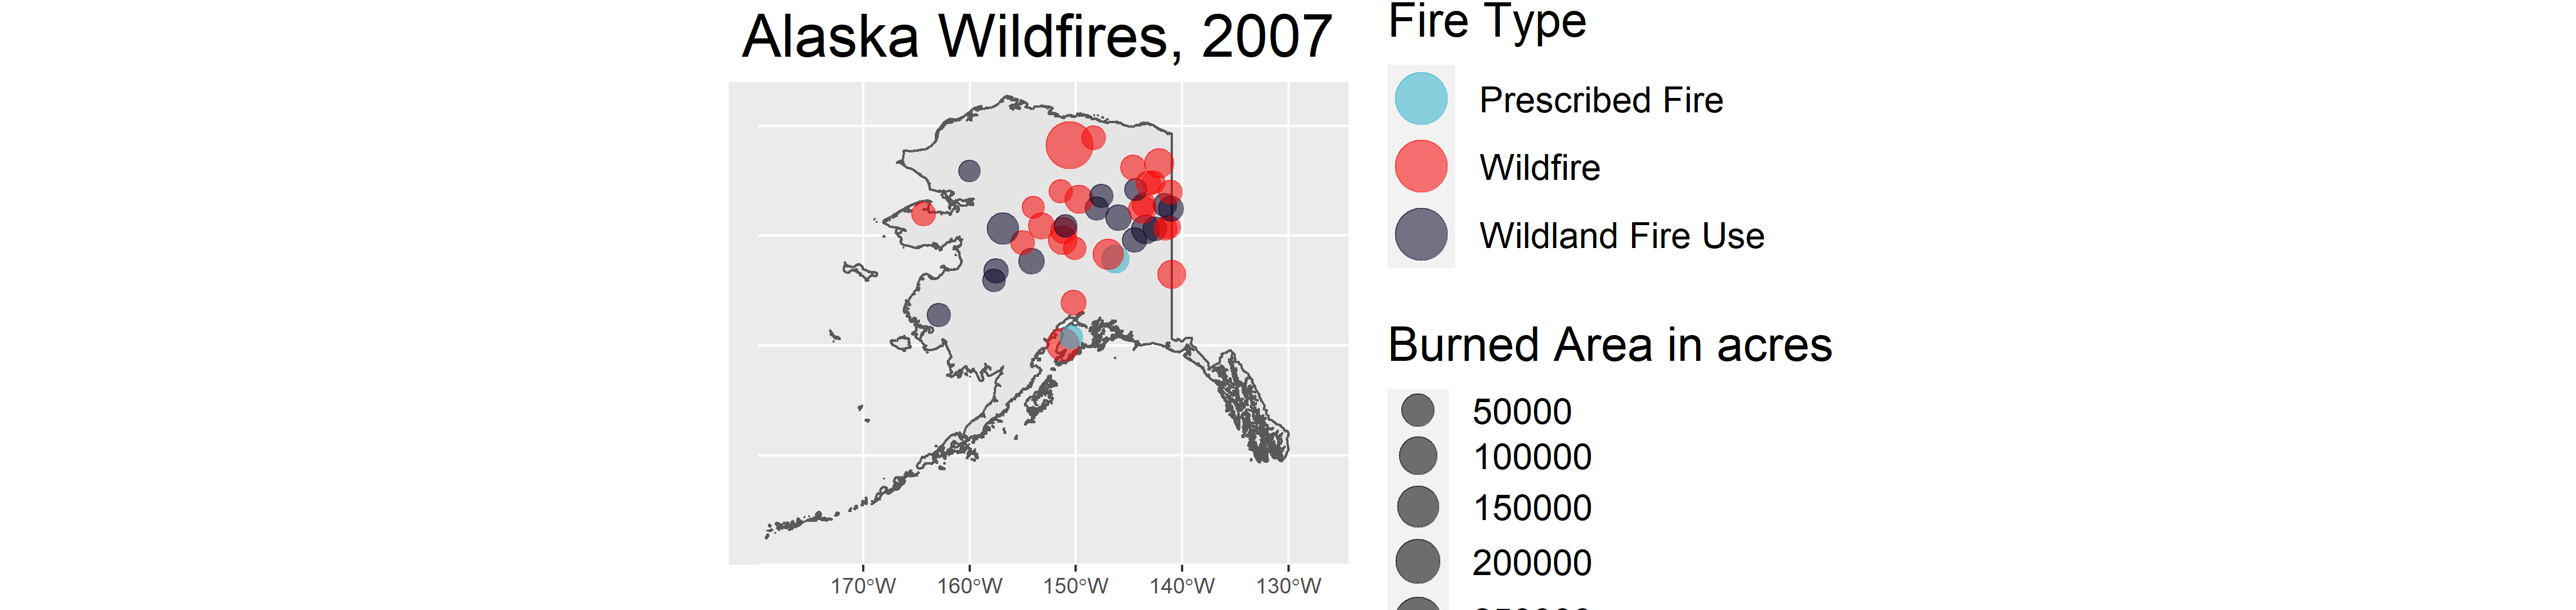 Alaska Wildfires, 2007
170°W 160°W 150°W 140°W 130°W
Fire Type
Prescribed Fire
Wildfire
Wildland Fire Use
Burned Area in acres
50000
100000
150000
200000